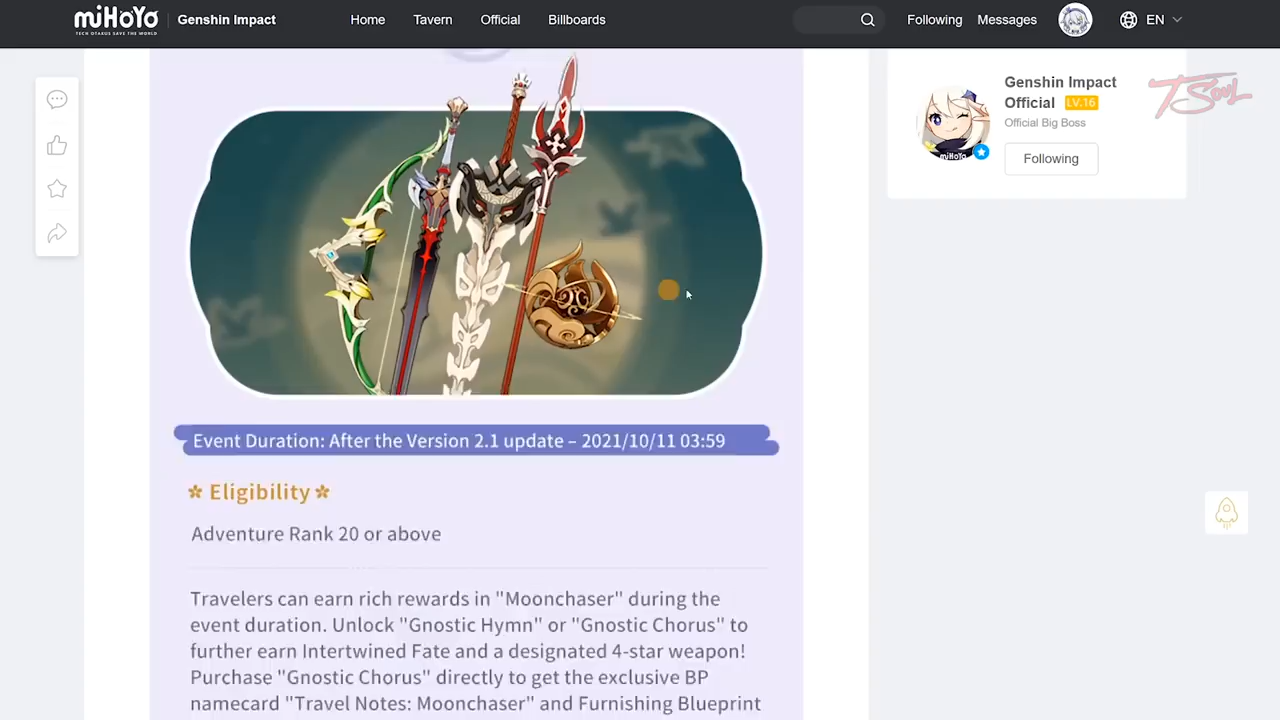 miHoYo
TECH OTAKUS SAVE THE WORLD
Genshin Impact
Home
Tavern
Official
Billboards
Following
Messages
EN
Genshin Impact
Official LV.16
Official Big Boss
miHoYo
Following
TSOUL
Event Duration: After the Version 2.1 update – 2021/10/11 03:59
Eligibility
Adventure Rank 20 or above
Travelers can earn rich rewards in "Moonchaser" during the
event duration. Unlock "Gnostic Hymn" or "Gnostic Chorus" to
further earn Intertwined Fate and a designated 4-star weapon!
Purchase "Gnostic Chorus" directly to get the exclusive BP
namecard "Travel Notes: Moonchaser" and Furnishing Blueprint